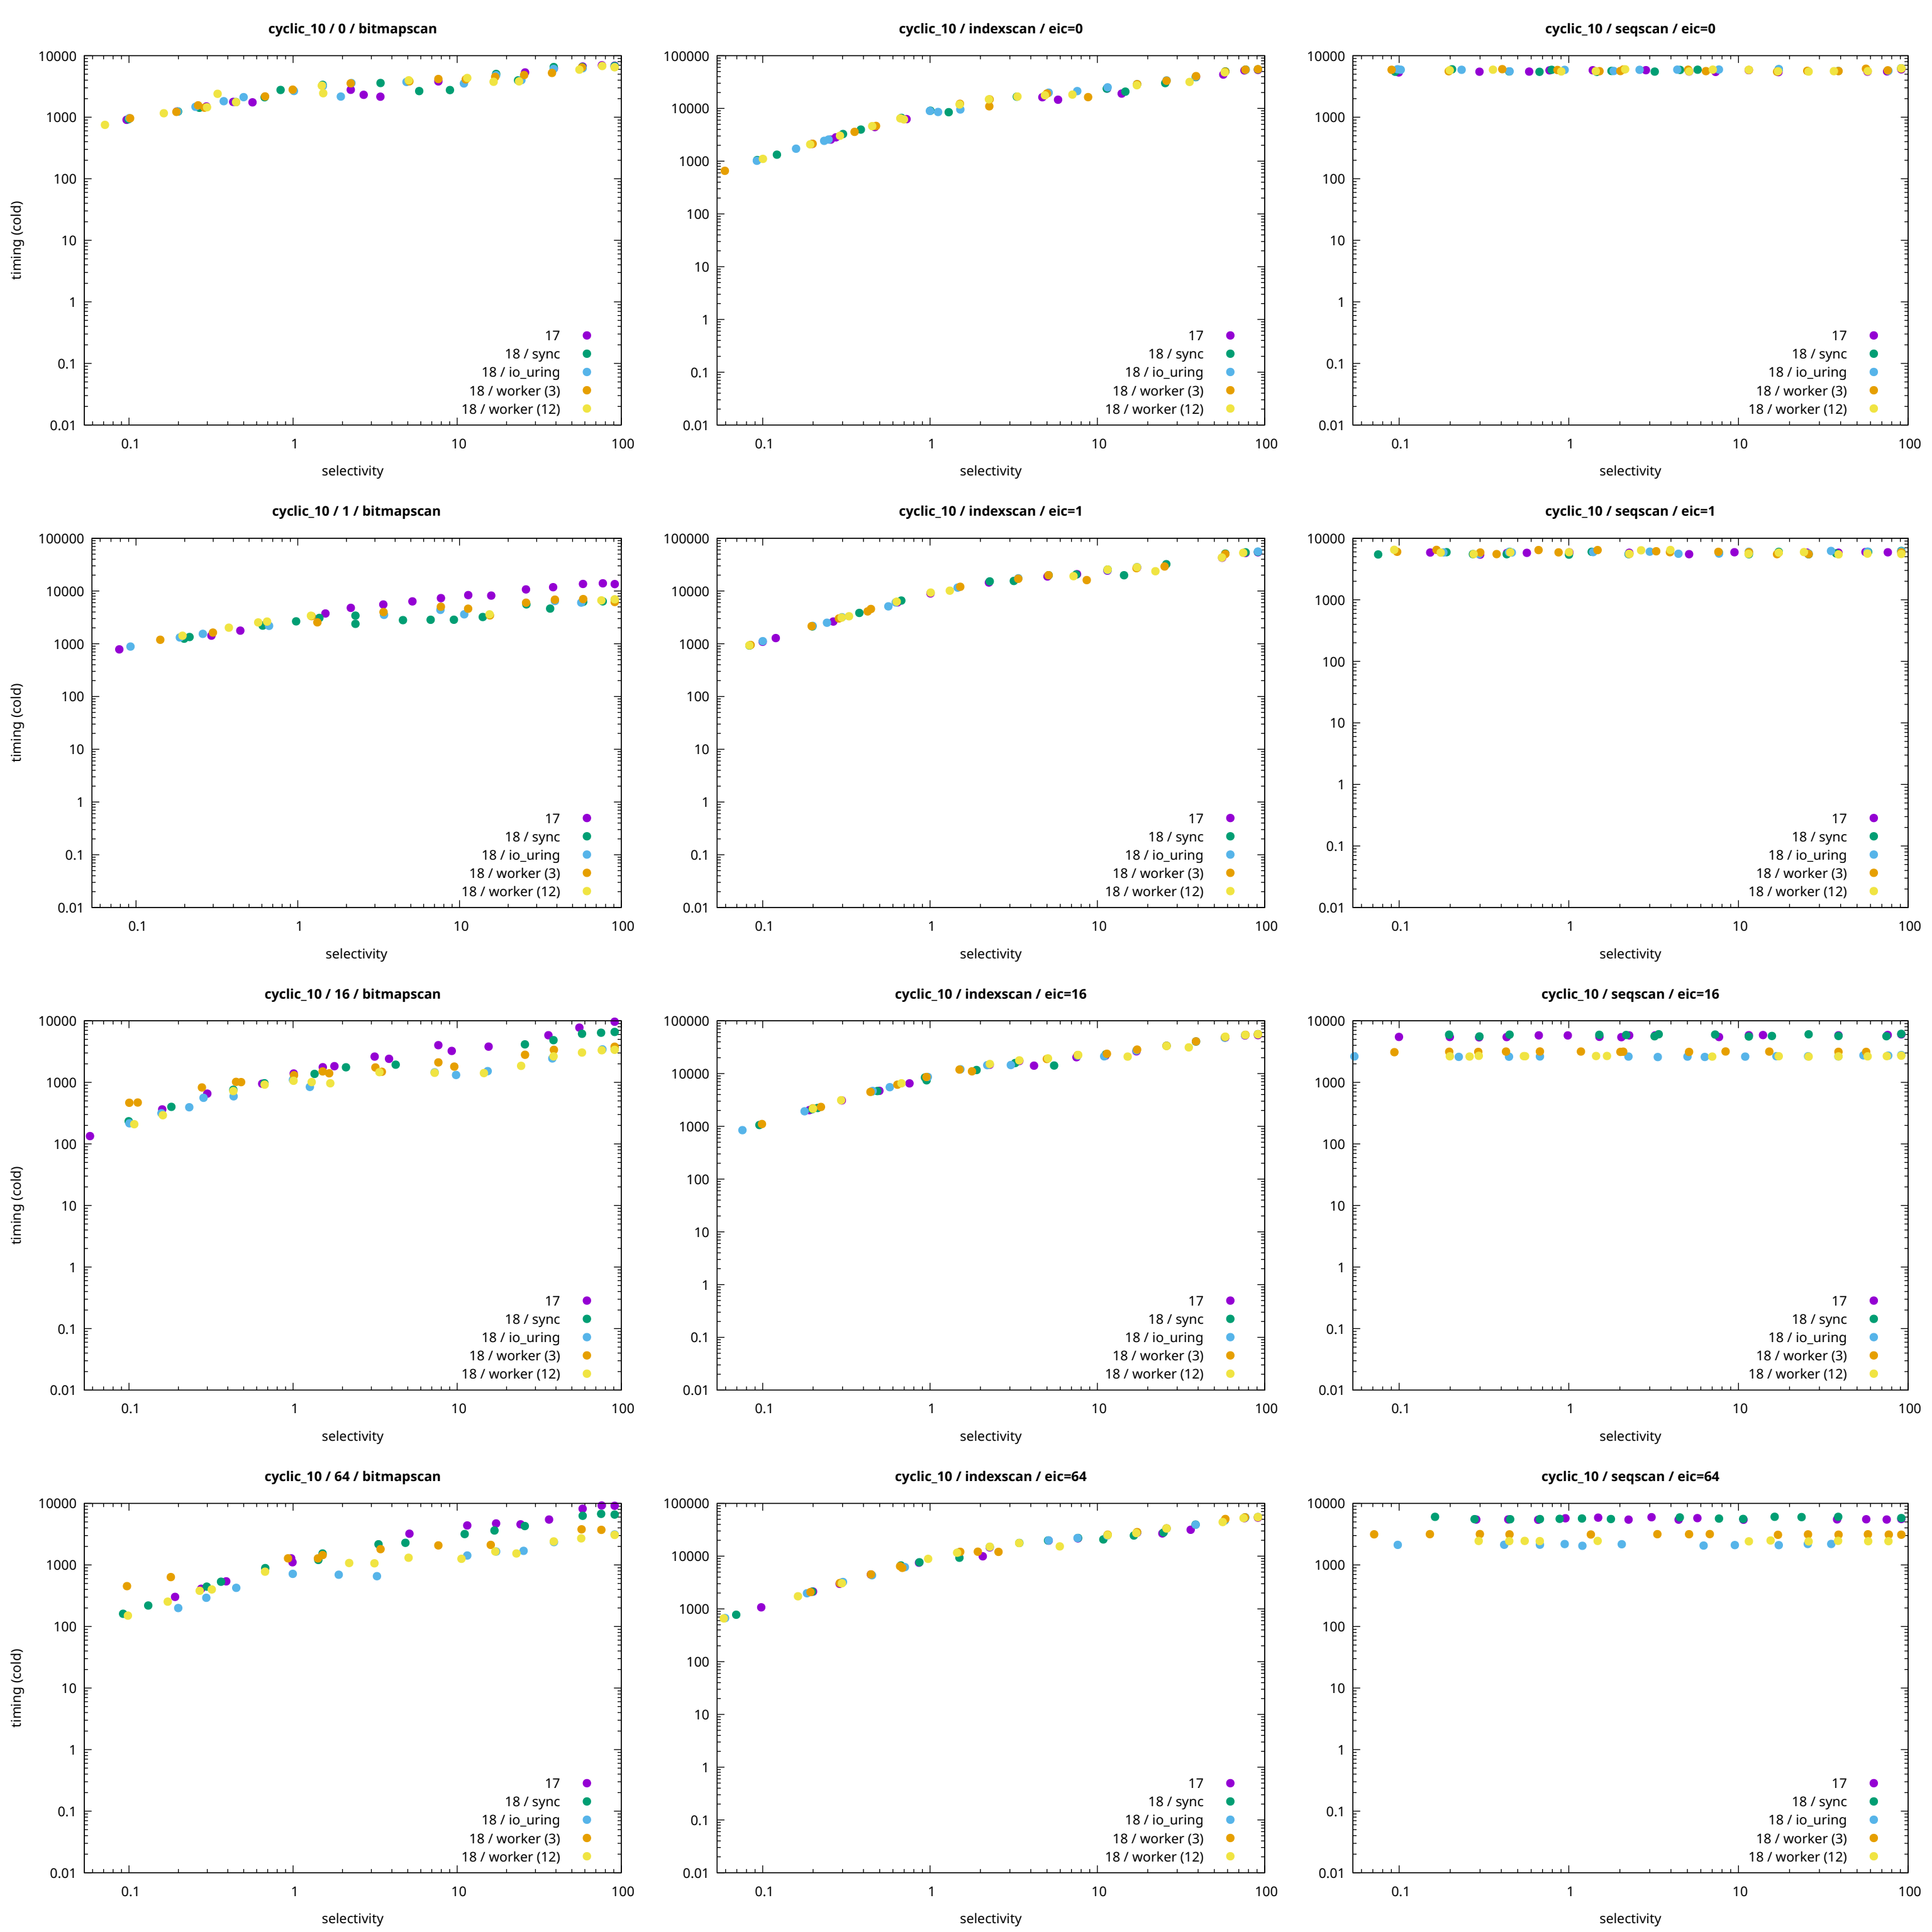 cyclic_10 / 0 / bitmapscan
timing (cold)
10000
1000
100
10
1
0.1
0.01
17
18 / sync
18 / io_uring
18 / worker (3)
18 / worker (12)
0.1 1 10 100
selectivity
cyclic_10 / indexscan / eic=0
100000
10000
1000
100
10
1
0.1
0.01
17
18 / sync
18 / io_uring
18 / worker (3)
18 / worker (12)
0.1 1 10 100
selectivity
cyclic_10 / seqscan / eic=0
10000
1000
100
10
1
0.1
0.01
17
18 / sync
18 / io_uring
18 / worker (3)
18 / worker (12)
0.1 1 10 100
selectivity
cyclic_10 / 1 / bitmapscan
timing (cold)
100000
10000
1000
100
10
1
0.1
0.01
17
18 / sync
18 / io_uring
18 / worker (3)
18 / worker (12)
0.1 1 10 100
selectivity
cyclic_10 / indexscan / eic=1
100000
10000
1000
100
10
1
0.1
0.01
17
18 / sync
18 / io_uring
18 / worker (3)
18 / worker (12)
0.1 1 10 100
selectivity
cyclic_10 / seqscan / eic=1
10000
1000
100
10
1
0.1
0.01
17
18 / sync
18 / io_uring
18 / worker (3)
18 / worker (12)
0.1 1 10 100
selectivity
cyclic_10 / 16 / bitmapscan
timing (cold)
10000
1000
100
10
1
0.1
0.01
17
18 / sync
18 / io_uring
18 / worker (3)
18 / worker (12)
0.1 1 10 100
selectivity
cyclic_10 / indexscan / eic=16
100000
10000
1000
100
10
1
0.1
0.01
17
18 / sync
18 / io_uring
18 / worker (3)
18 / worker (12)
0.1 1 10 100
selectivity
cyclic_10 / seqscan / eic=16
10000
1000
100
10
1
0.1
0.01
17
18 / sync
18 / io_uring
18 / worker (3)
18 / worker (12)
0.1 1 10 100
selectivity
cyclic_10 / 64 / bitmapscan
timing (cold)
10000
1000
100
10
1
0.1
0.01
17
18 / sync
18 / io_uring
18 / worker (3)
18 / worker (12)
0.1 1 10 100
selectivity
cyclic_10 / indexscan / eic=64
100000
10000
1000
100
10
1
0.1
0.01
17
18 / sync
18 / io_uring
18 / worker (3)
18 / worker (12)
0.1 1 10 100
selectivity
cyclic_10 / seqscan / eic=64
10000
1000
100
10
1
0.1
0.01
17
18 / sync
18 / io_uring
18 / worker (3)
18 / worker (12)
0.1 1 10 100
selectivity